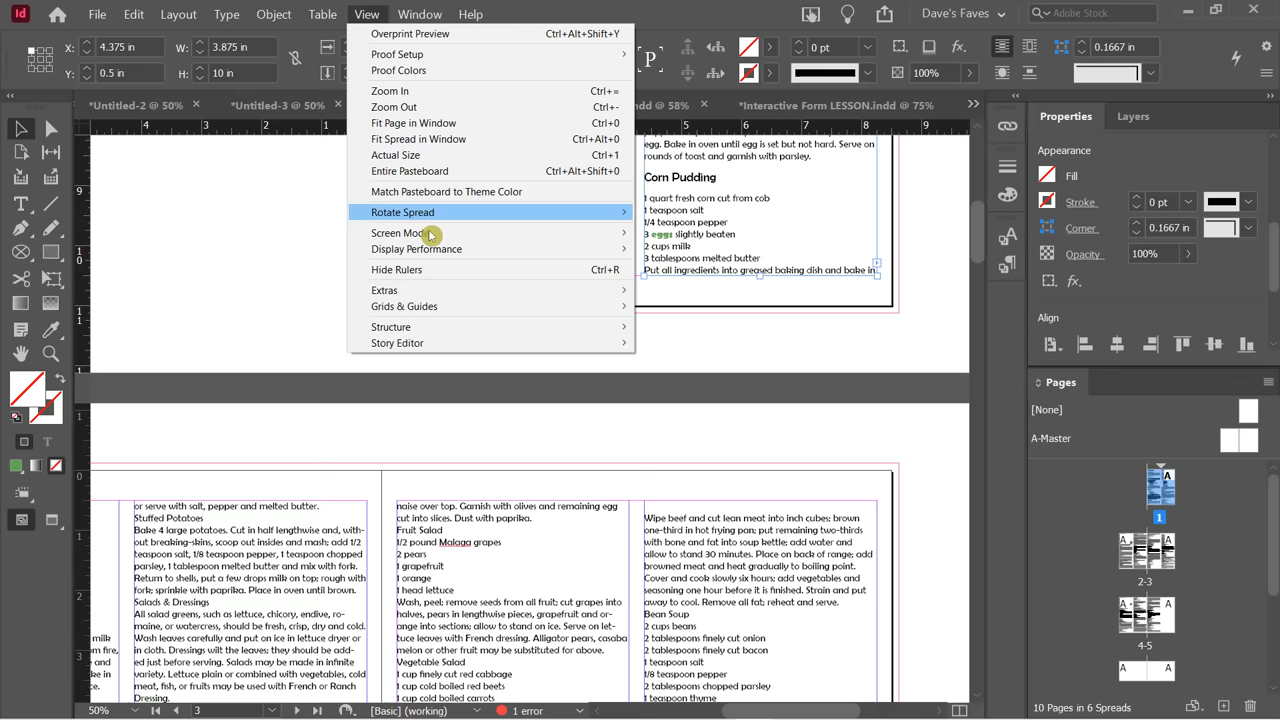 Id File Edit Layout Type Object Table View Window Help Dave's Faves Adobe Stock
X: 4.375 in W: 3.875 in 0 pt 0.1667 in
Y: 0.5 in H: 10 in P 100%
*Untitled-2 @ 50% × *Untitled-3 @ 50% × ndd @ 58% × *Interactive Form LESSON.indd @ 75%
4 3 2 1 5 6 7 8 9
Overprint Preview Ctrl+Alt+Shift+Y
Proof Setup
Proof Colors
Zoom In Ctrl+=
Zoom Out Ctrl+-
Fit Page in Window Ctrl+0
Fit Spread in Window Ctrl+Alt+0
Actual Size Ctrl+1
Entire Pasteboard Ctrl+Alt+Shift+0
Match Pasteboard to Theme Color
Rotate Spread
Screen Mod
Display Performance
Hide Rulers Ctrl+R
Extras
Grids & Guides
Structure
Story Editor
egg. Bake in oven until egg is set but not hard. Serve on
rounds of toast and garnish with parsley.
Corn Pudding
1 quart fresh corn cut from cob
1 teaspoon salt
1/4 teaspoon pepper
3 eggs slightly beaten
2 cups milk
3 tablespoons melted butter
Put all ingredients into greased baking dish and bake in
9
1
0
1
1
1
0
1
2
3
or serve with salt, pepper and melted butter.
Stuffed Potatoes
Bake 4 large potatoes. Cut in half lengthwise and, with-
out breaking-skins, scoop out insides and mash; add 1/2
teaspoon salt, 1/8 teaspoon pepper, 1 teaspoon chopped
parsley, 1 tablespoon melted butter and mix with fork.
Return to shells, put a few drops milk on top; rough with
fork; sprinkle with paprika. Place in oven until brown.
Salads & Dressings
All salad greens, such as lettuce, chicory, endive, ro-
maine, or watercress, should be fresh, crisp, dry and cold.
Wash leaves carefully and put on ice in lettuce dryer or
in cloth. Dressings wilt the leaves; they should be add-
ed just before serving. Salads may be made in infinite
variety. Lettuce plain or combined with vegetables, cold
meat, fish, or fruits may be used with French or Ranch
Dressing.
milk
om fire,
d
ke in
es.
naise over top. Garnish with olives and remaining egg
cut into slices. Dust with paprika.
Fruit Salad
1/2 pound Malaga grapes
2 pears
1 grapefruit
1 orange
1 head lettuce
Wash, peel; remove seeds from all fruit; cut grapes into
halves, pears in lengthwise pieces, grapefruit and or-
ange into sections; allow to stand on ice. Serve on let-
tuce leaves with French dressing. Alligator pears, casaba
melon or other fruit may be substituted for above.
Vegetable Salad
1 cup finely cut red cabbage
1 cup cold boiled red beets
1 cup cold boiled carrots
Wipe beef and cut lean meat into inch cubes; brown
one-third in hot frying pan; put remaining two-thirds
with bone and fat into soup kettle; add water and
allow to stand 30 minutes. Place on back of range; add
browned meat and heat gradually to boiling point.
Cover and cook slowly six hours; add vegetables and
seasoning one hour before it is finished. Strain and put
away to cool. Remove all fat; reheat and serve.
Bean Soup
2 cups beans
2 tablespoons finely cut onion
2 tablespoons finely cut bacon
1 teaspoon salt
1/8 teaspoon pepper
2 tablespoons chopped parsley
1 teaspoon thyme
Properties Layers
Appearance
Fill
Stroke 0 pt
Corner 0.1667 in
Opacity 100%
fx.
Align
Pages
[None]
A-Master
A
1
A A
2-3
A A
4-5
A A
10 Pages in 6 Spreads
50% 3 [Basic] (working) 1 error